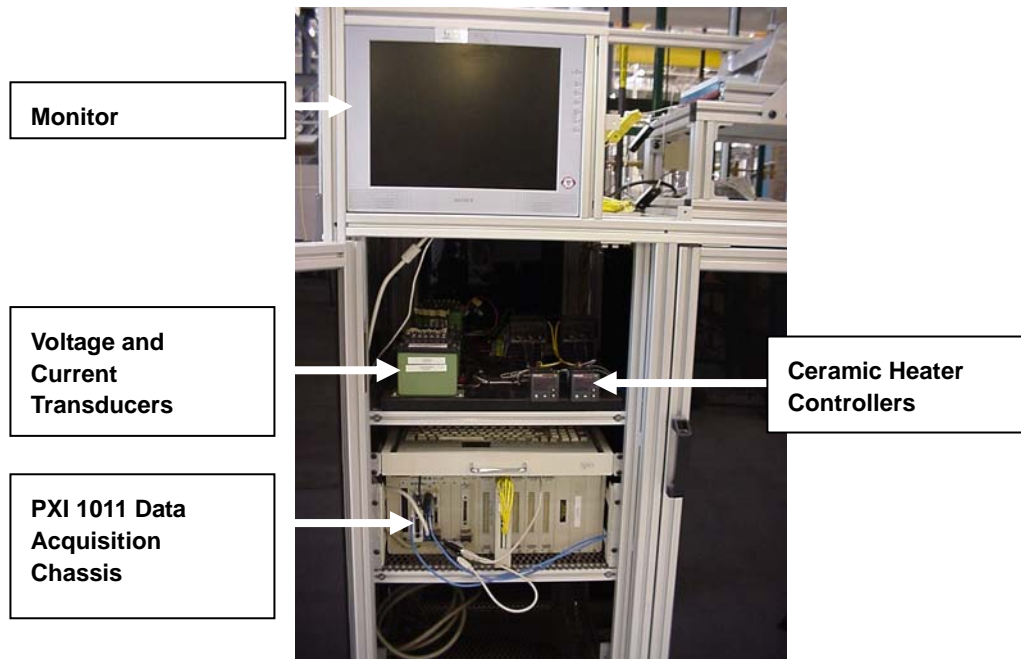 Monitor
Voltage and
Current
Transducers
Ceramic Heater
Controllers
PXI 1011 Data
Acquisition
Chassis